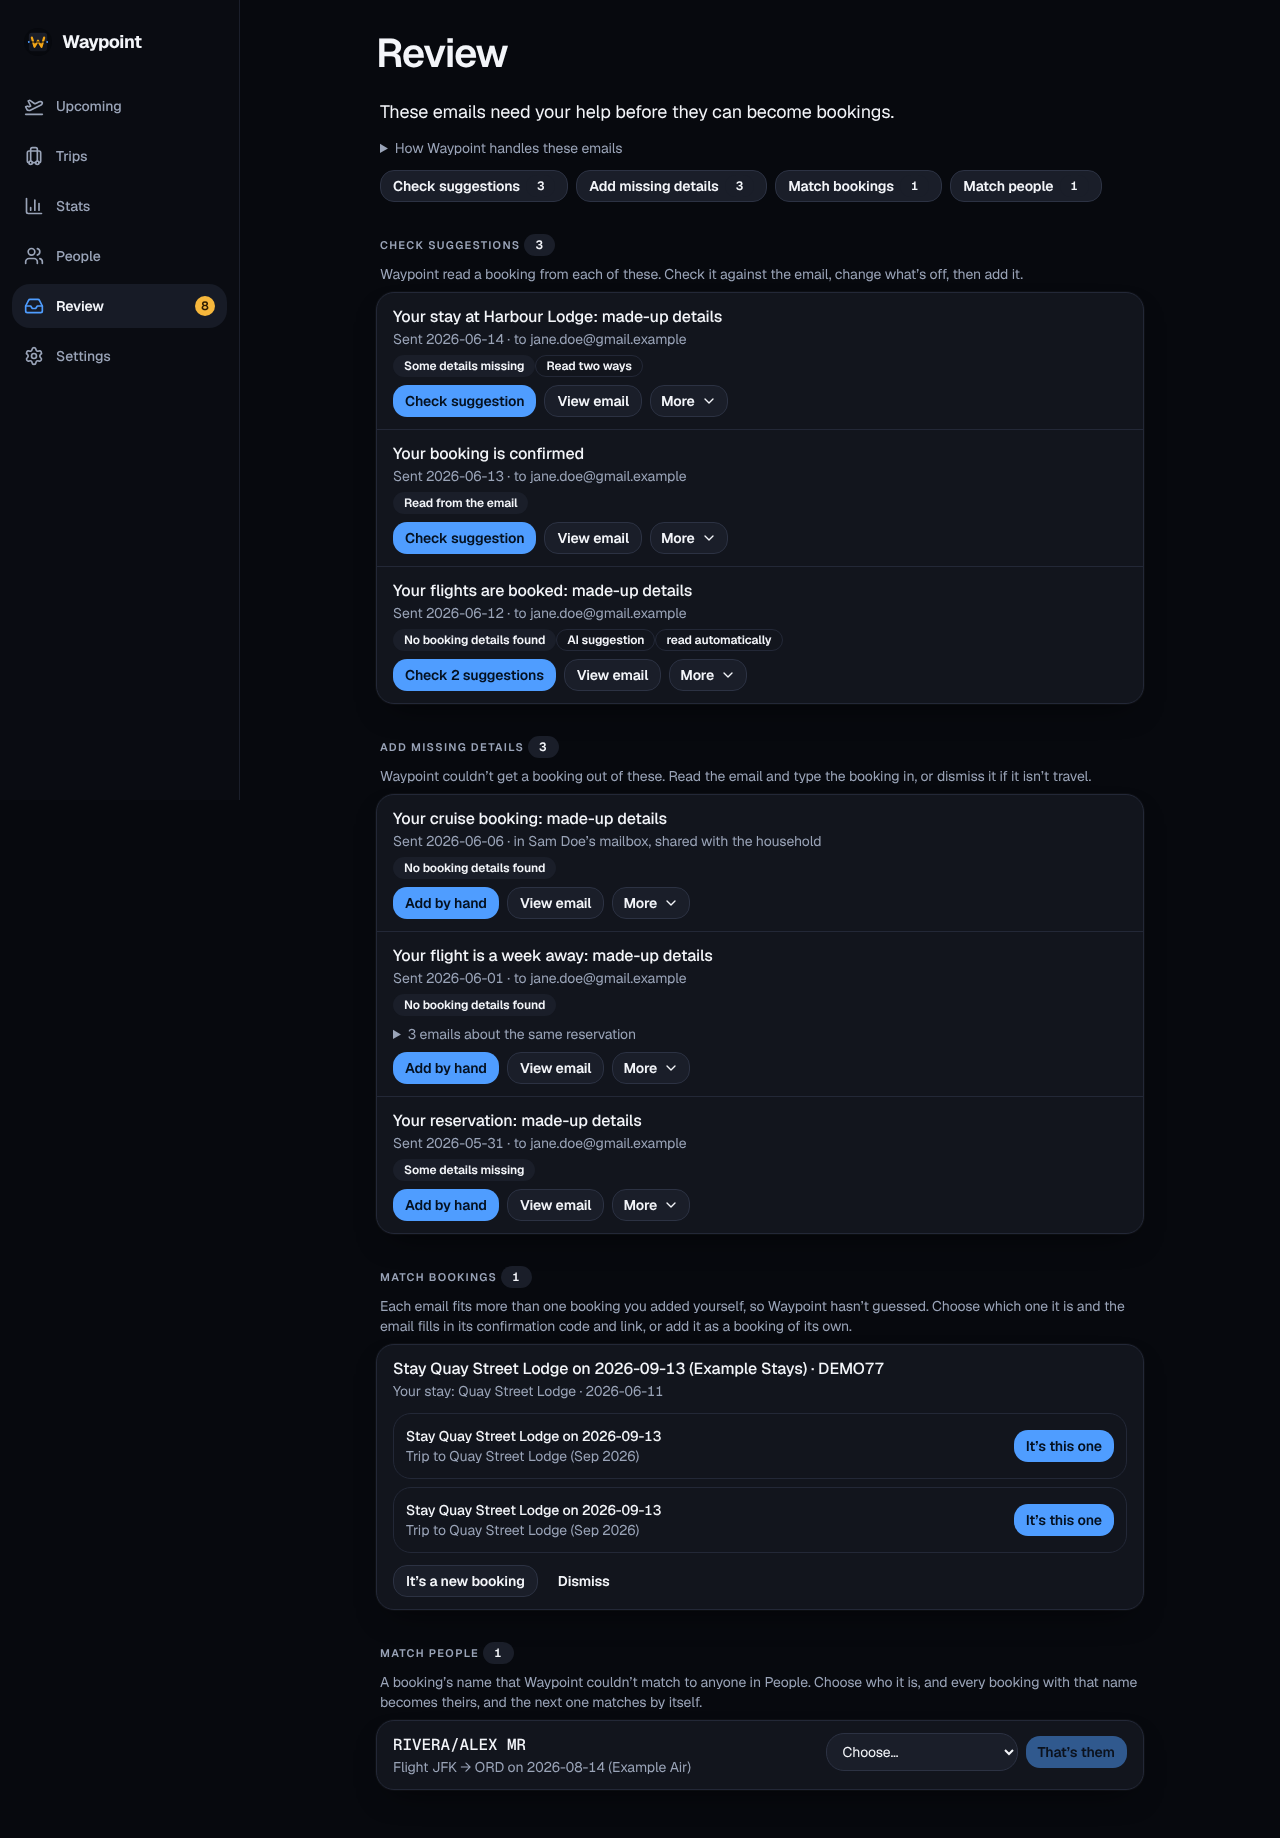 Waypoint
Upcoming
Trips
Stats
People
Review 8
Settings
Review
These emails need your help before they can become bookings.
How Waypoint handles these emails
Check suggestions 3 Add missing details 3 Match bookings 1 Match people 1
CHECK SUGGESTIONS 3
Waypoint read a booking from each of these. Check it against the email, change what’s off, then add it.
Your stay at Harbour Lodge: made-up details
Sent 2026-06-14 · to jane.doe@gmail.example
Some details missing Read two ways
Check suggestion View email More
Your booking is confirmed
Sent 2026-06-13 · to jane.doe@gmail.example
Read from the email
Check suggestion View email More
Your flights are booked: made-up details
Sent 2026-06-12 · to jane.doe@gmail.example
No booking details found AI suggestion read automatically
Check 2 suggestions View email More
ADD MISSING DETAILS 3
Waypoint couldn’t get a booking out of these. Read the email and type the booking in, or dismiss it if it isn’t travel.
Your cruise booking: made-up details
Sent 2026-06-06 · in Sam Doe’s mailbox, shared with the household
No booking details found
Add by hand View email More
Your flight is a week away: made-up details
Sent 2026-06-01 · to jane.doe@gmail.example
No booking details found
3 emails about the same reservation
Add by hand View email More
Your reservation: made-up details
Sent 2026-05-31 · to jane.doe@gmail.example
Some details missing
Add by hand View email More
MATCH BOOKINGS 1
Each email fits more than one booking you added yourself, so Waypoint hasn’t guessed. Choose which one it is and the
email fills in its confirmation code and link, or add it as a booking of its own.
Stay Quay Street Lodge on 2026-09-13 (Example Stays) · DEMO77
Your stay: Quay Street Lodge · 2026-06-11
Stay Quay Street Lodge on 2026-09-13
Trip to Quay Street Lodge (Sep 2026)
It’s this one
Stay Quay Street Lodge on 2026-09-13
Trip to Quay Street Lodge (Sep 2026)
It’s this one
It’s a new booking Dismiss
MATCH PEOPLE 1
A booking’s name that Waypoint couldn’t match to anyone in People. Choose who it is, and every booking with that name
becomes theirs, and the next one matches by itself.
RIVERA/ALEX MR
Flight JFK → ORD on 2026-08-14 (Example Air)
Choose… That’s them